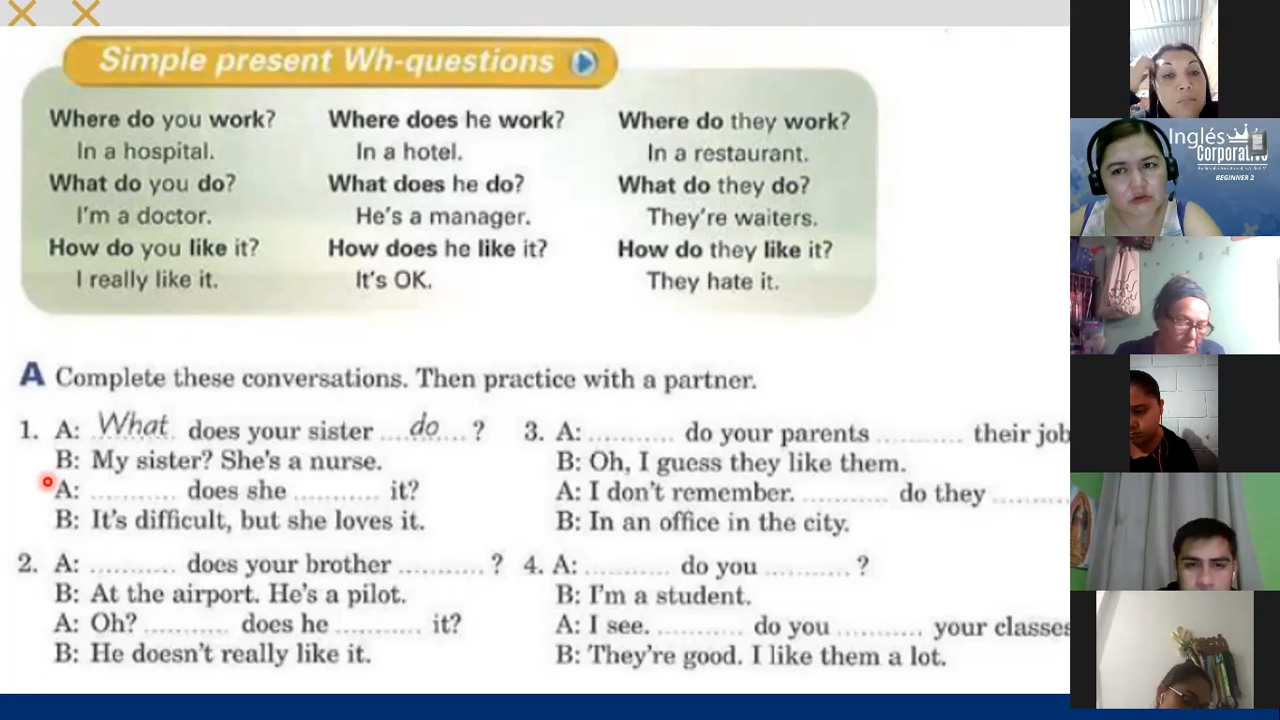 Simple present Wh-questions
Where do you work? Where does he work? Where do they work?
In a hospital. In a hotel. In a restaurant.
What do you do? What does he do? What do they do?
I'm a doctor. He's a manager. They're waiters.
How do you like it? How does he like it? How do they like it?
I really like it. It's OK. They hate it.
A Complete these conversations. Then practice with a partner.
1. A: What does your sister do ?
B: My sister? She's a nurse.
A: .......... does she .......... it?
B: It's difficult, but she loves it.
2. A: .......... does your brother .......... ?
B: At the airport. He's a pilot.
A: Oh? .......... does he .......... it?
B: He doesn't really like it.
3. A: .......... do your parents .......... their job
B: Oh, I guess they like them.
A: I don't remember. .......... do they ..........
B: In an office in the city.
4. A: .......... do you .......... ?
B: I'm a student.
A: I see. .......... do you .......... your classes
B: They're good. I like them a lot.
Inglés
Corporativo
BEGINNER 2